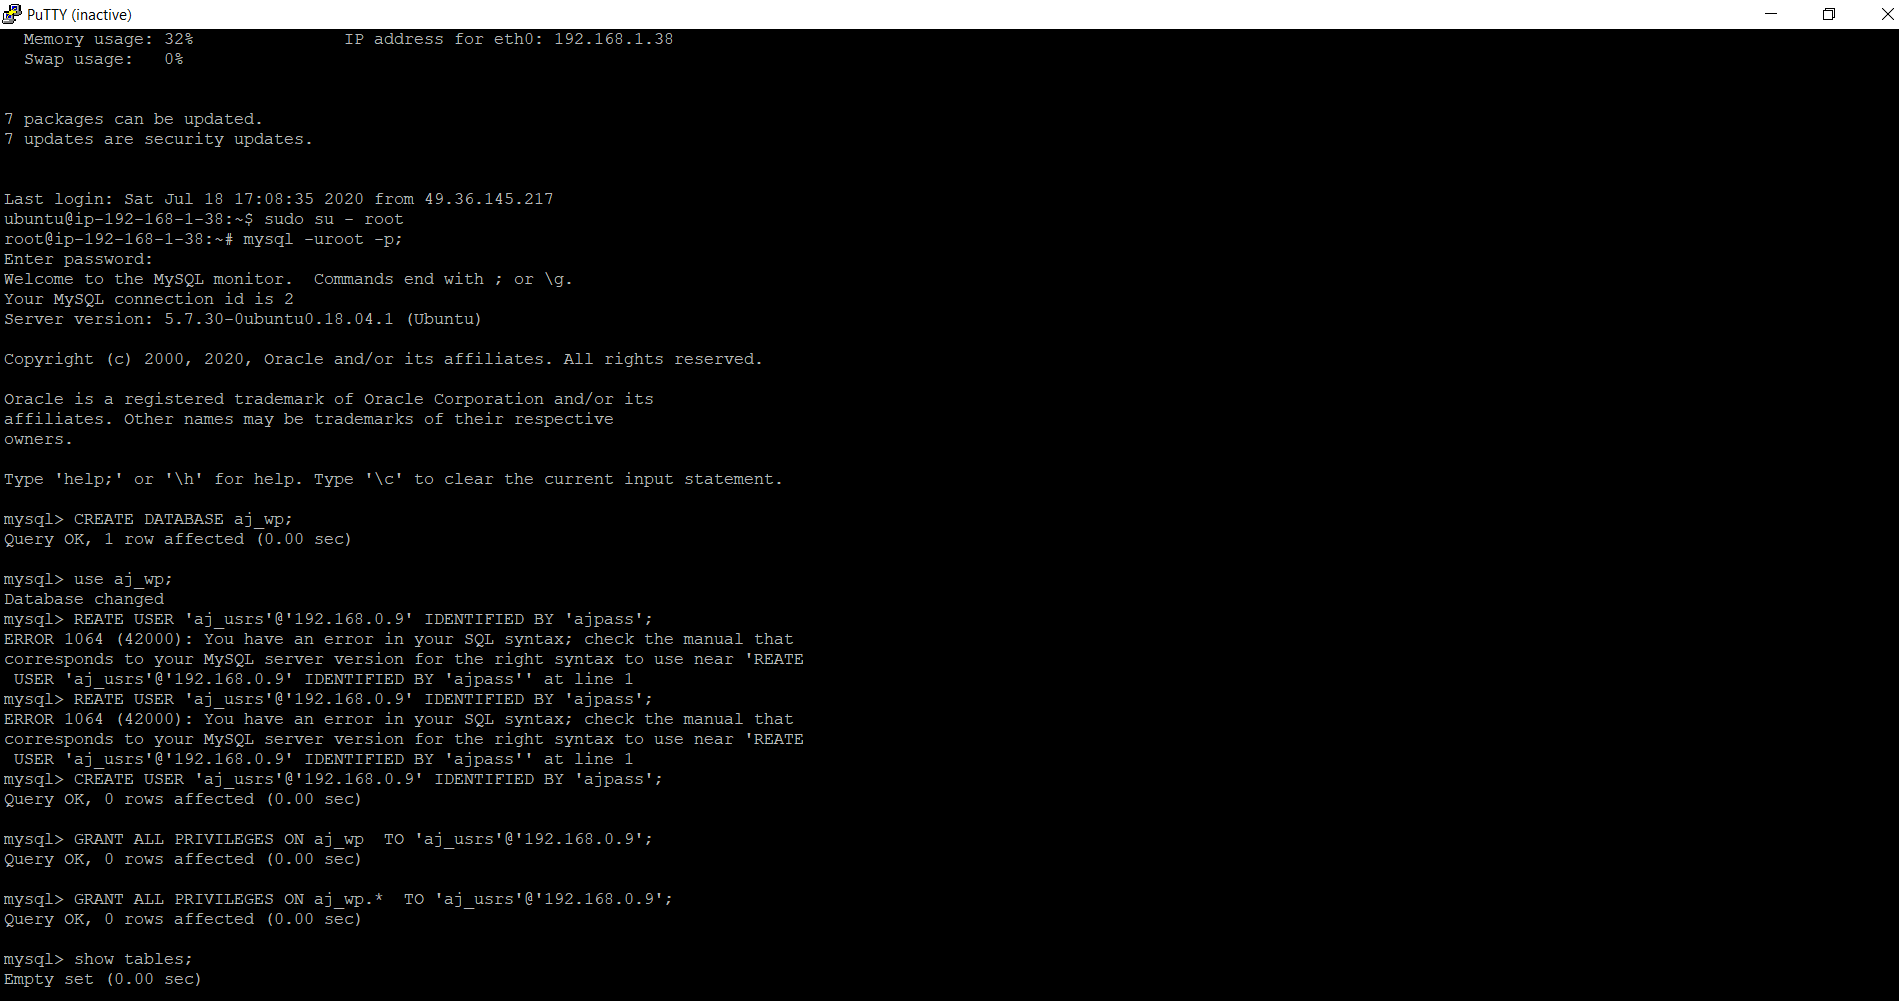 PuTTY (inactive)
  Memory usage: 32%               IP address for eth0: 192.168.1.38
  Swap usage:   0%
7 packages can be updated.
7 updates are security updates.
Last login: Sat Jul 18 17:08:35 2020 from 49.36.145.217
ubuntu@ip-192-168-1-38:~$ sudo su - root
root@ip-192-168-1-38:~# mysql -uroot -p;
Enter password:
Welcome to the MySQL monitor.  Commands end with ; or \g.
Your MySQL connection id is 2
Server version: 5.7.30-0ubuntu0.18.04.1 (Ubuntu)
Copyright (c) 2000, 2020, Oracle and/or its affiliates. All rights reserved.
Oracle is a registered trademark of Oracle Corporation and/or its
affiliates. Other names may be trademarks of their respective
owners.
Type 'help;' or '\h' for help. Type '\c' to clear the current input statement.
mysql> CREATE DATABASE aj_wp;
Query OK, 1 row affected (0.00 sec)
mysql> use aj_wp;
Database changed
mysql> REATE USER 'aj_usrs'@'192.168.0.9' IDENTIFIED BY 'ajpass';
ERROR 1064 (42000): You have an error in your SQL syntax; check the manual that
corresponds to your MySQL server version for the right syntax to use near 'REATE
 USER 'aj_usrs'@'192.168.0.9' IDENTIFIED BY 'ajpass'' at line 1
mysql> REATE USER 'aj_usrs'@'192.168.0.9' IDENTIFIED BY 'ajpass';
ERROR 1064 (42000): You have an error in your SQL syntax; check the manual that
corresponds to your MySQL server version for the right syntax to use near 'REATE
 USER 'aj_usrs'@'192.168.0.9' IDENTIFIED BY 'ajpass'' at line 1
mysql> CREATE USER 'aj_usrs'@'192.168.0.9' IDENTIFIED BY 'ajpass';
Query OK, 0 rows affected (0.00 sec)
mysql> GRANT ALL PRIVILEGES ON aj_wp  TO 'aj_usrs'@'192.168.0.9';
Query OK, 0 rows affected (0.00 sec)
mysql> GRANT ALL PRIVILEGES ON aj_wp.*  TO 'aj_usrs'@'192.168.0.9';
Query OK, 0 rows affected (0.00 sec)
mysql> show tables;
Empty set (0.00 sec)